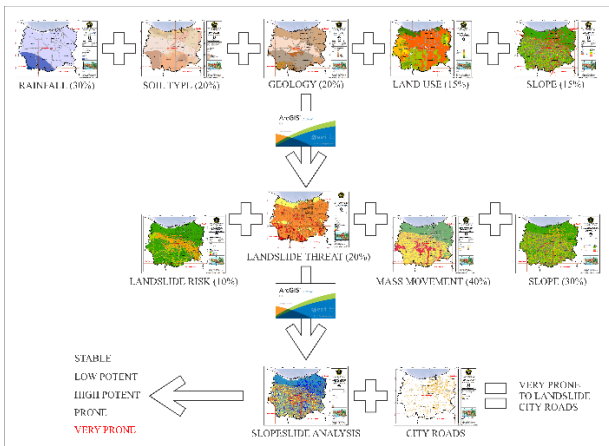 RAINFALL (30%)
SOIL TYPE (20%)
GEOLOGY (20%)
LAND USE (15%)
SLOPE (15%)
ArcGIS
LANDSLIDE RISK (10%)
LANDSLIDE THREAT (20%)
MASS MOVEMENT (40%)
SLOPE (30%)
ArcGIS
STABLE
LOW POTENT
HIGH POTENT
PRONE
VERY PRONE
SLOPESLIDE ANALYSIS
CITY ROADS
VERY PRONE
TO LANDSLIDE
CITY ROADS